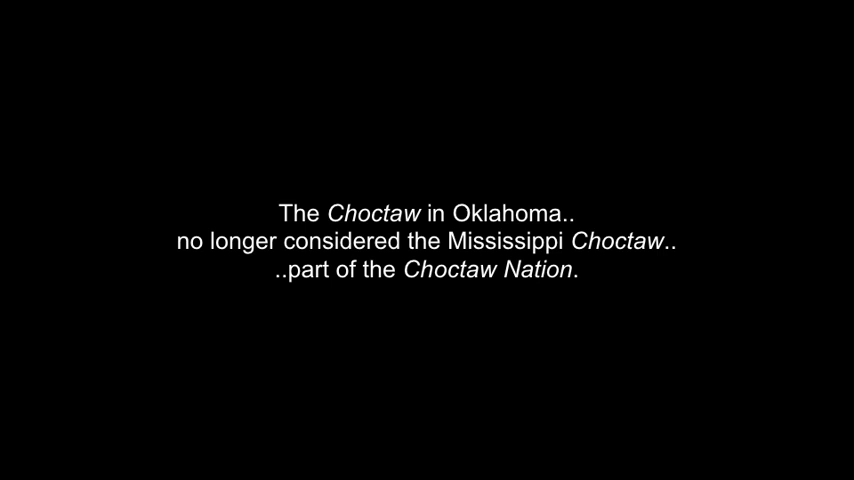 The Choctaw in Oklahoma..
no longer considered the Mississippi Choctaw..
..part of the Choctaw Nation.